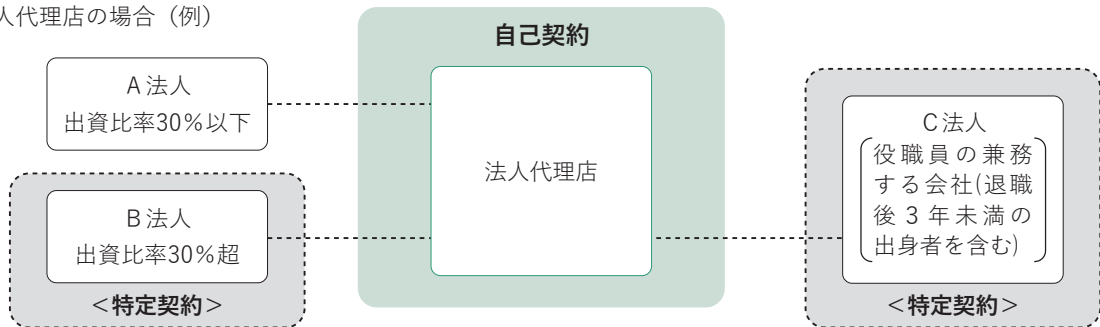 人代理店の場合（例）
自己契約
A法人
出資比率30％以下
法人代理店
B法人
出資比率30％超
＜特定契約＞
C法人
役職員の兼務
する会社(退職
後３年未満の
出身者を含む)
＜特定契約＞